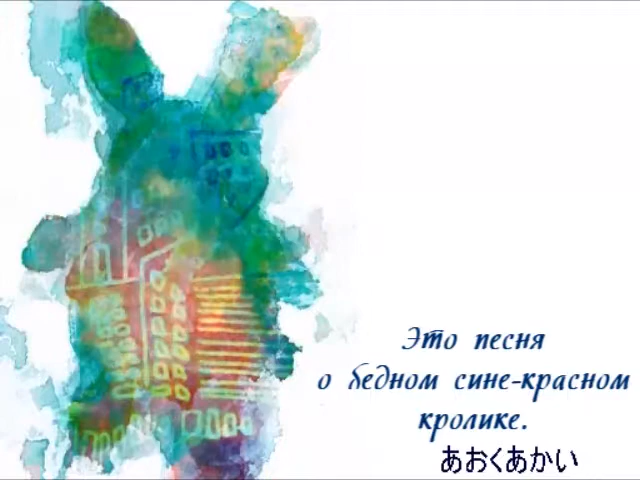 Это песня
о бедном сине-красном
кролике.
あおくあかい